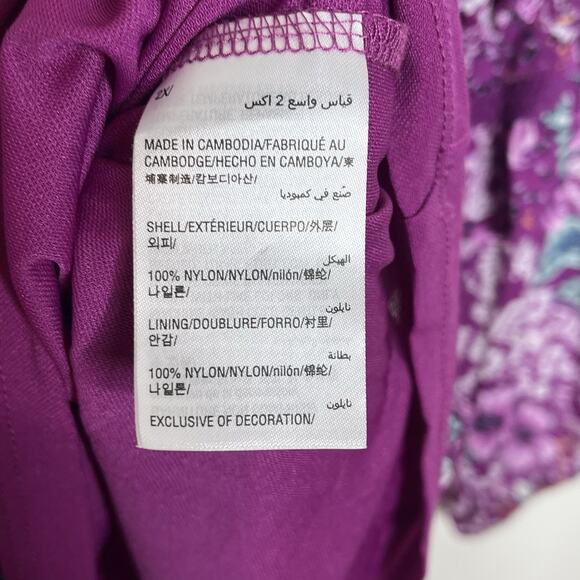 2X/
قياس واسع 2 اكس
MADE IN CAMBODIA/FABRIQUÉ AU
CAMBODGE/HECHO EN CAMBOYA/柬
埔寨制造/캄보디아산/
صنع في كمبوديا
SHELL/EXTÉRIEUR/CUERPO/外层/
외피/
الهيكل
100% NYLON/NYLON/nilón/锦纶/
나일론/
نايلون
LINING/DOUBLURE/FORRO/衬里/
안감/
بطانة
100% NYLON/NYLON/nilón/锦纶/
나일론/
نايلون
EXCLUSIVE OF DECORATION/